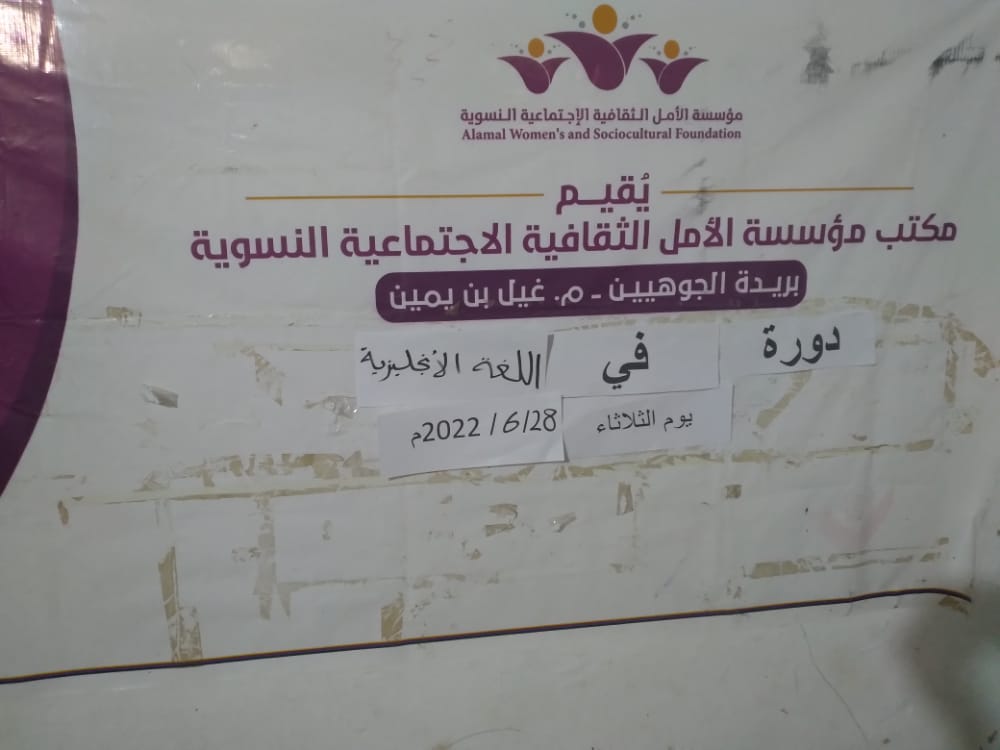 مؤسسة الأمل الثقافية الإجتماعية النسوية
Alamal Women's and Sociocultural Foundation
يُقيم
مكتب مؤسسة الأمل الثقافية الاجتماعية النسوية
بريدة الجوهيين - م. غيل بن يمين
دورة في اللغة الانجليزية
يوم الثلاثاء 2022/6/28م